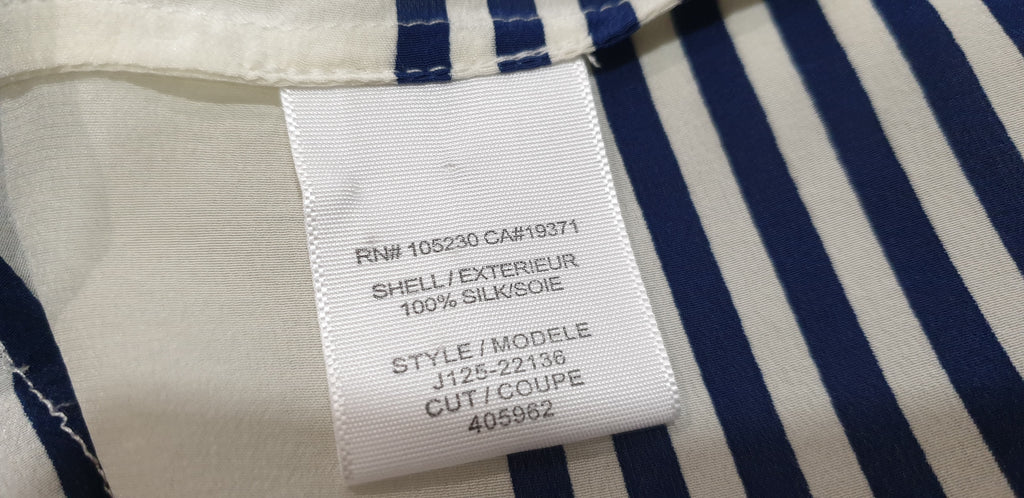 RN# 105230 CA#19371
SHELL / EXTERIEUR
100% SILK/SOIE
STYLE / MODELE
J125-22136
CUT / COUPE
405962